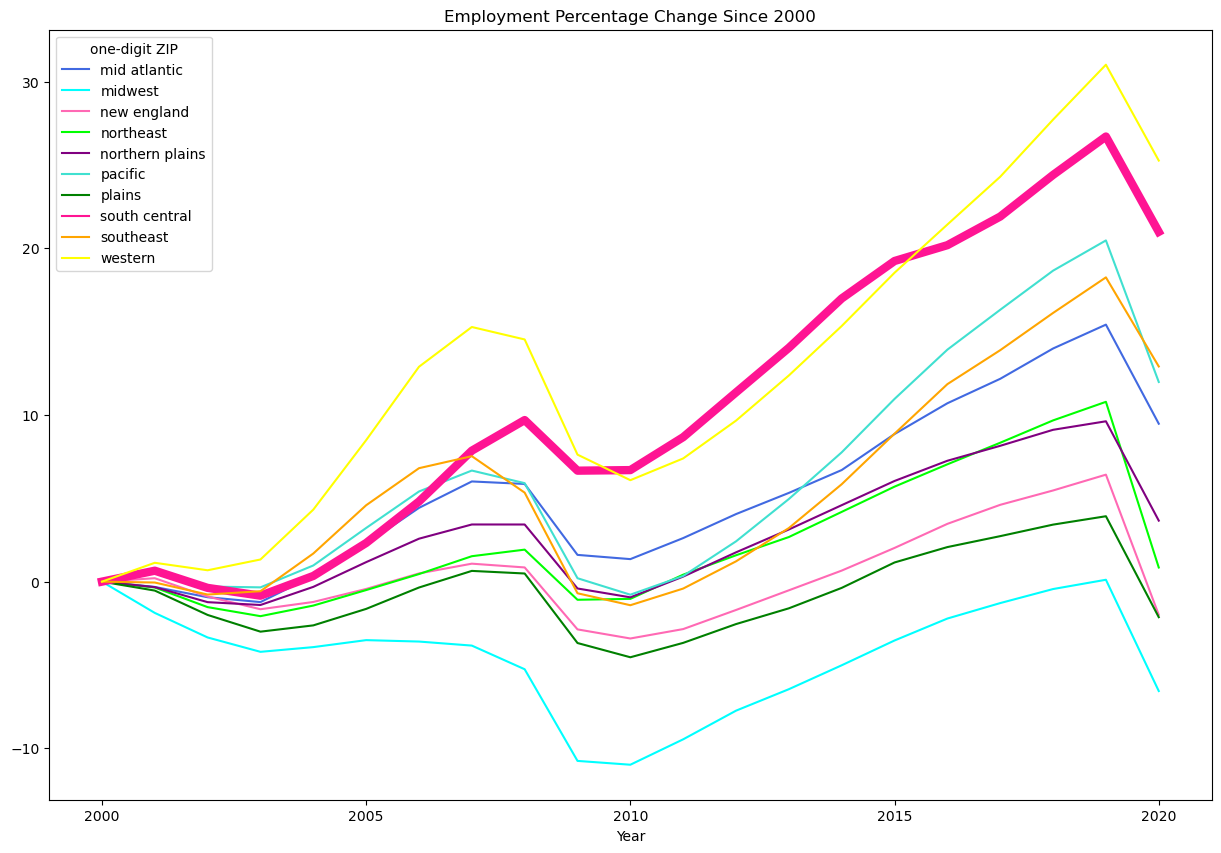 Employment Percentage Change Since 2000
one-digit ZIP
mid atlantic
midwest
new england
northeast
northern plains
pacific
plains
south central
southeast
western
30
20
10
0
−10
2000
2005
2010
2015
2020
Year